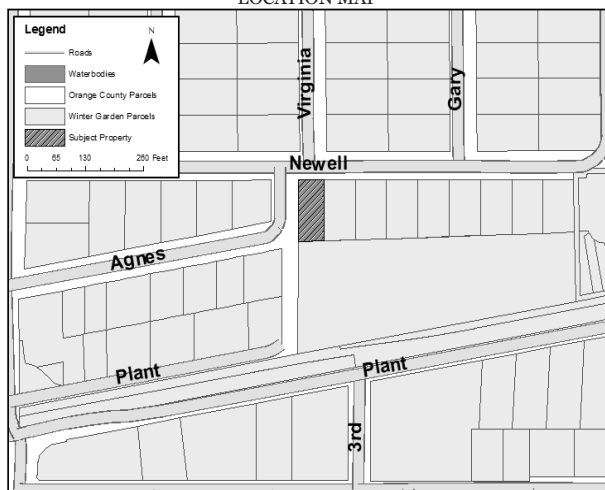 LOCATION MAP
Legend
N
Roads
Waterbodies
Orange County Parcels
Winter Garden Parcels
Subject Property
0 65 130 260 Feet
Virginia
Gary
Newell
Agnes
Plant
Plant
3rd